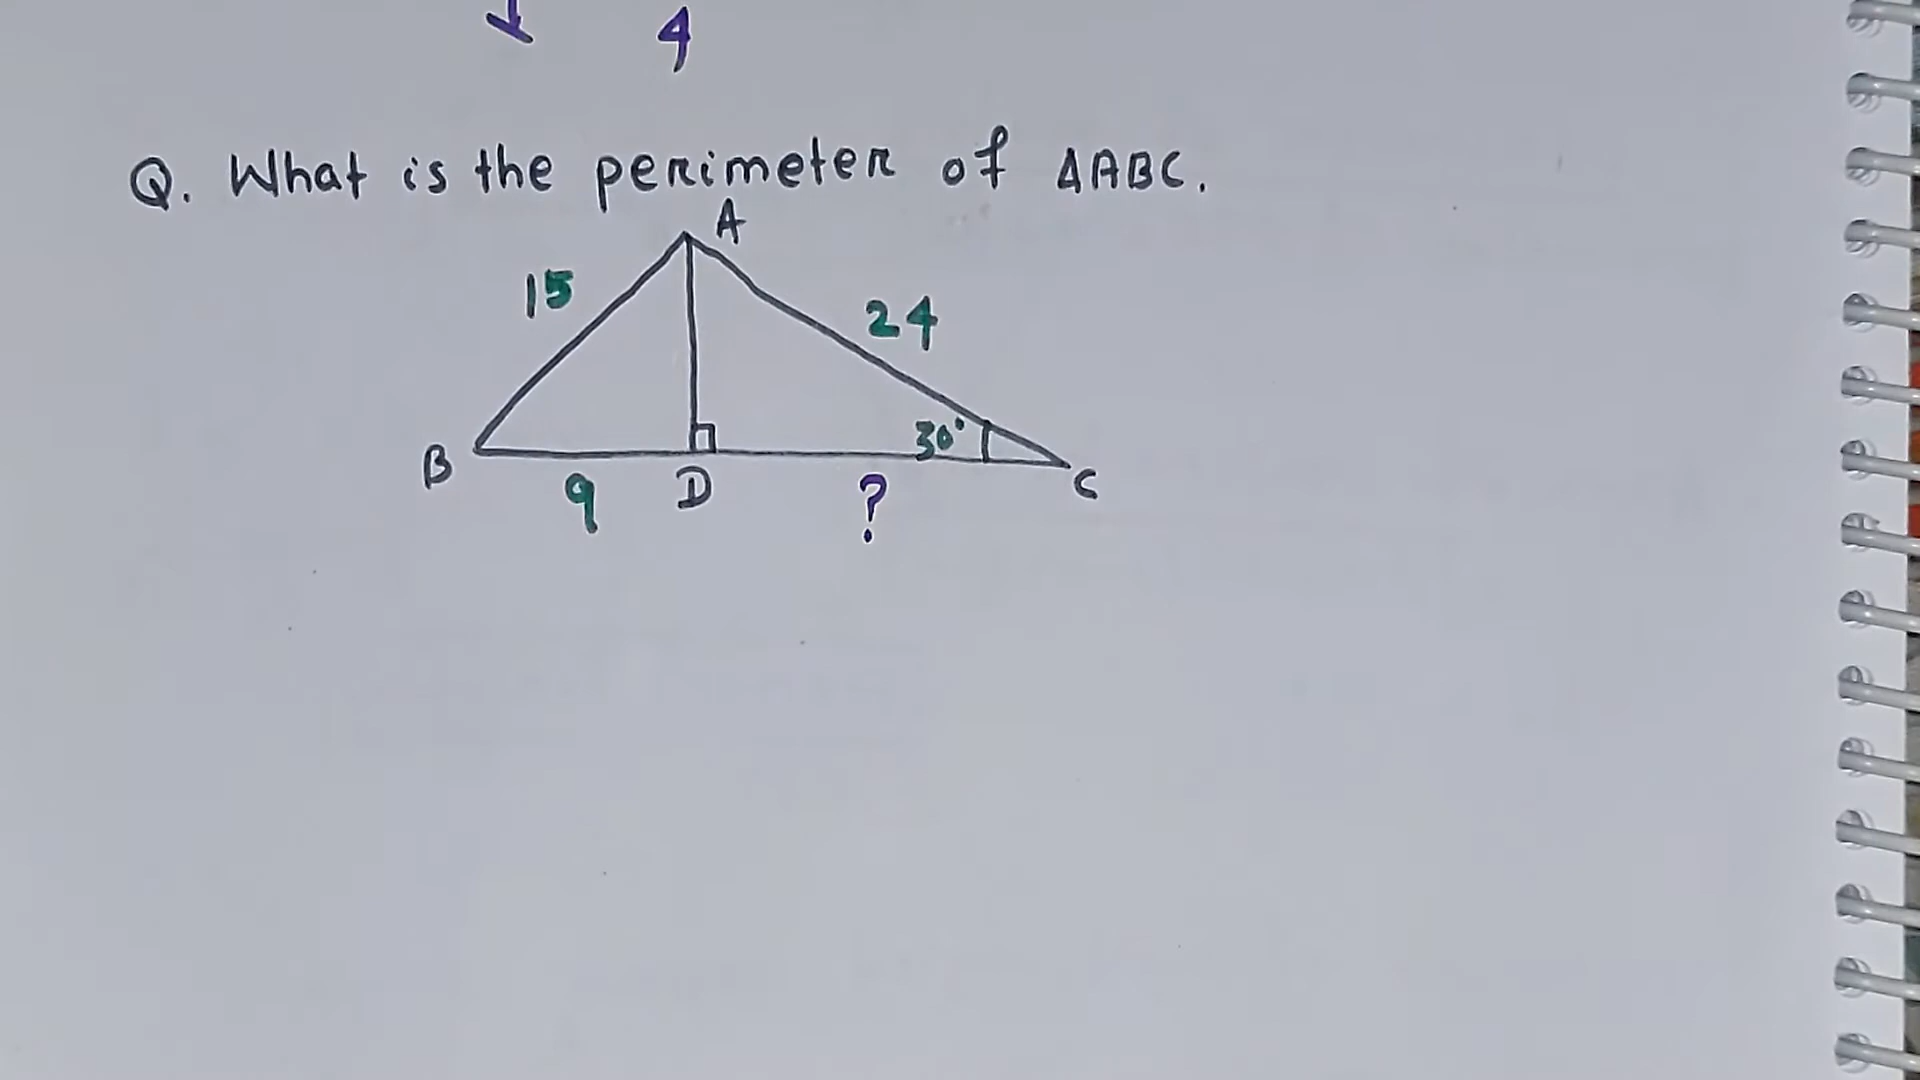 4
Q. What is the perimeter of ΔABC.
A
15
24
30°
B
9
D
?
C